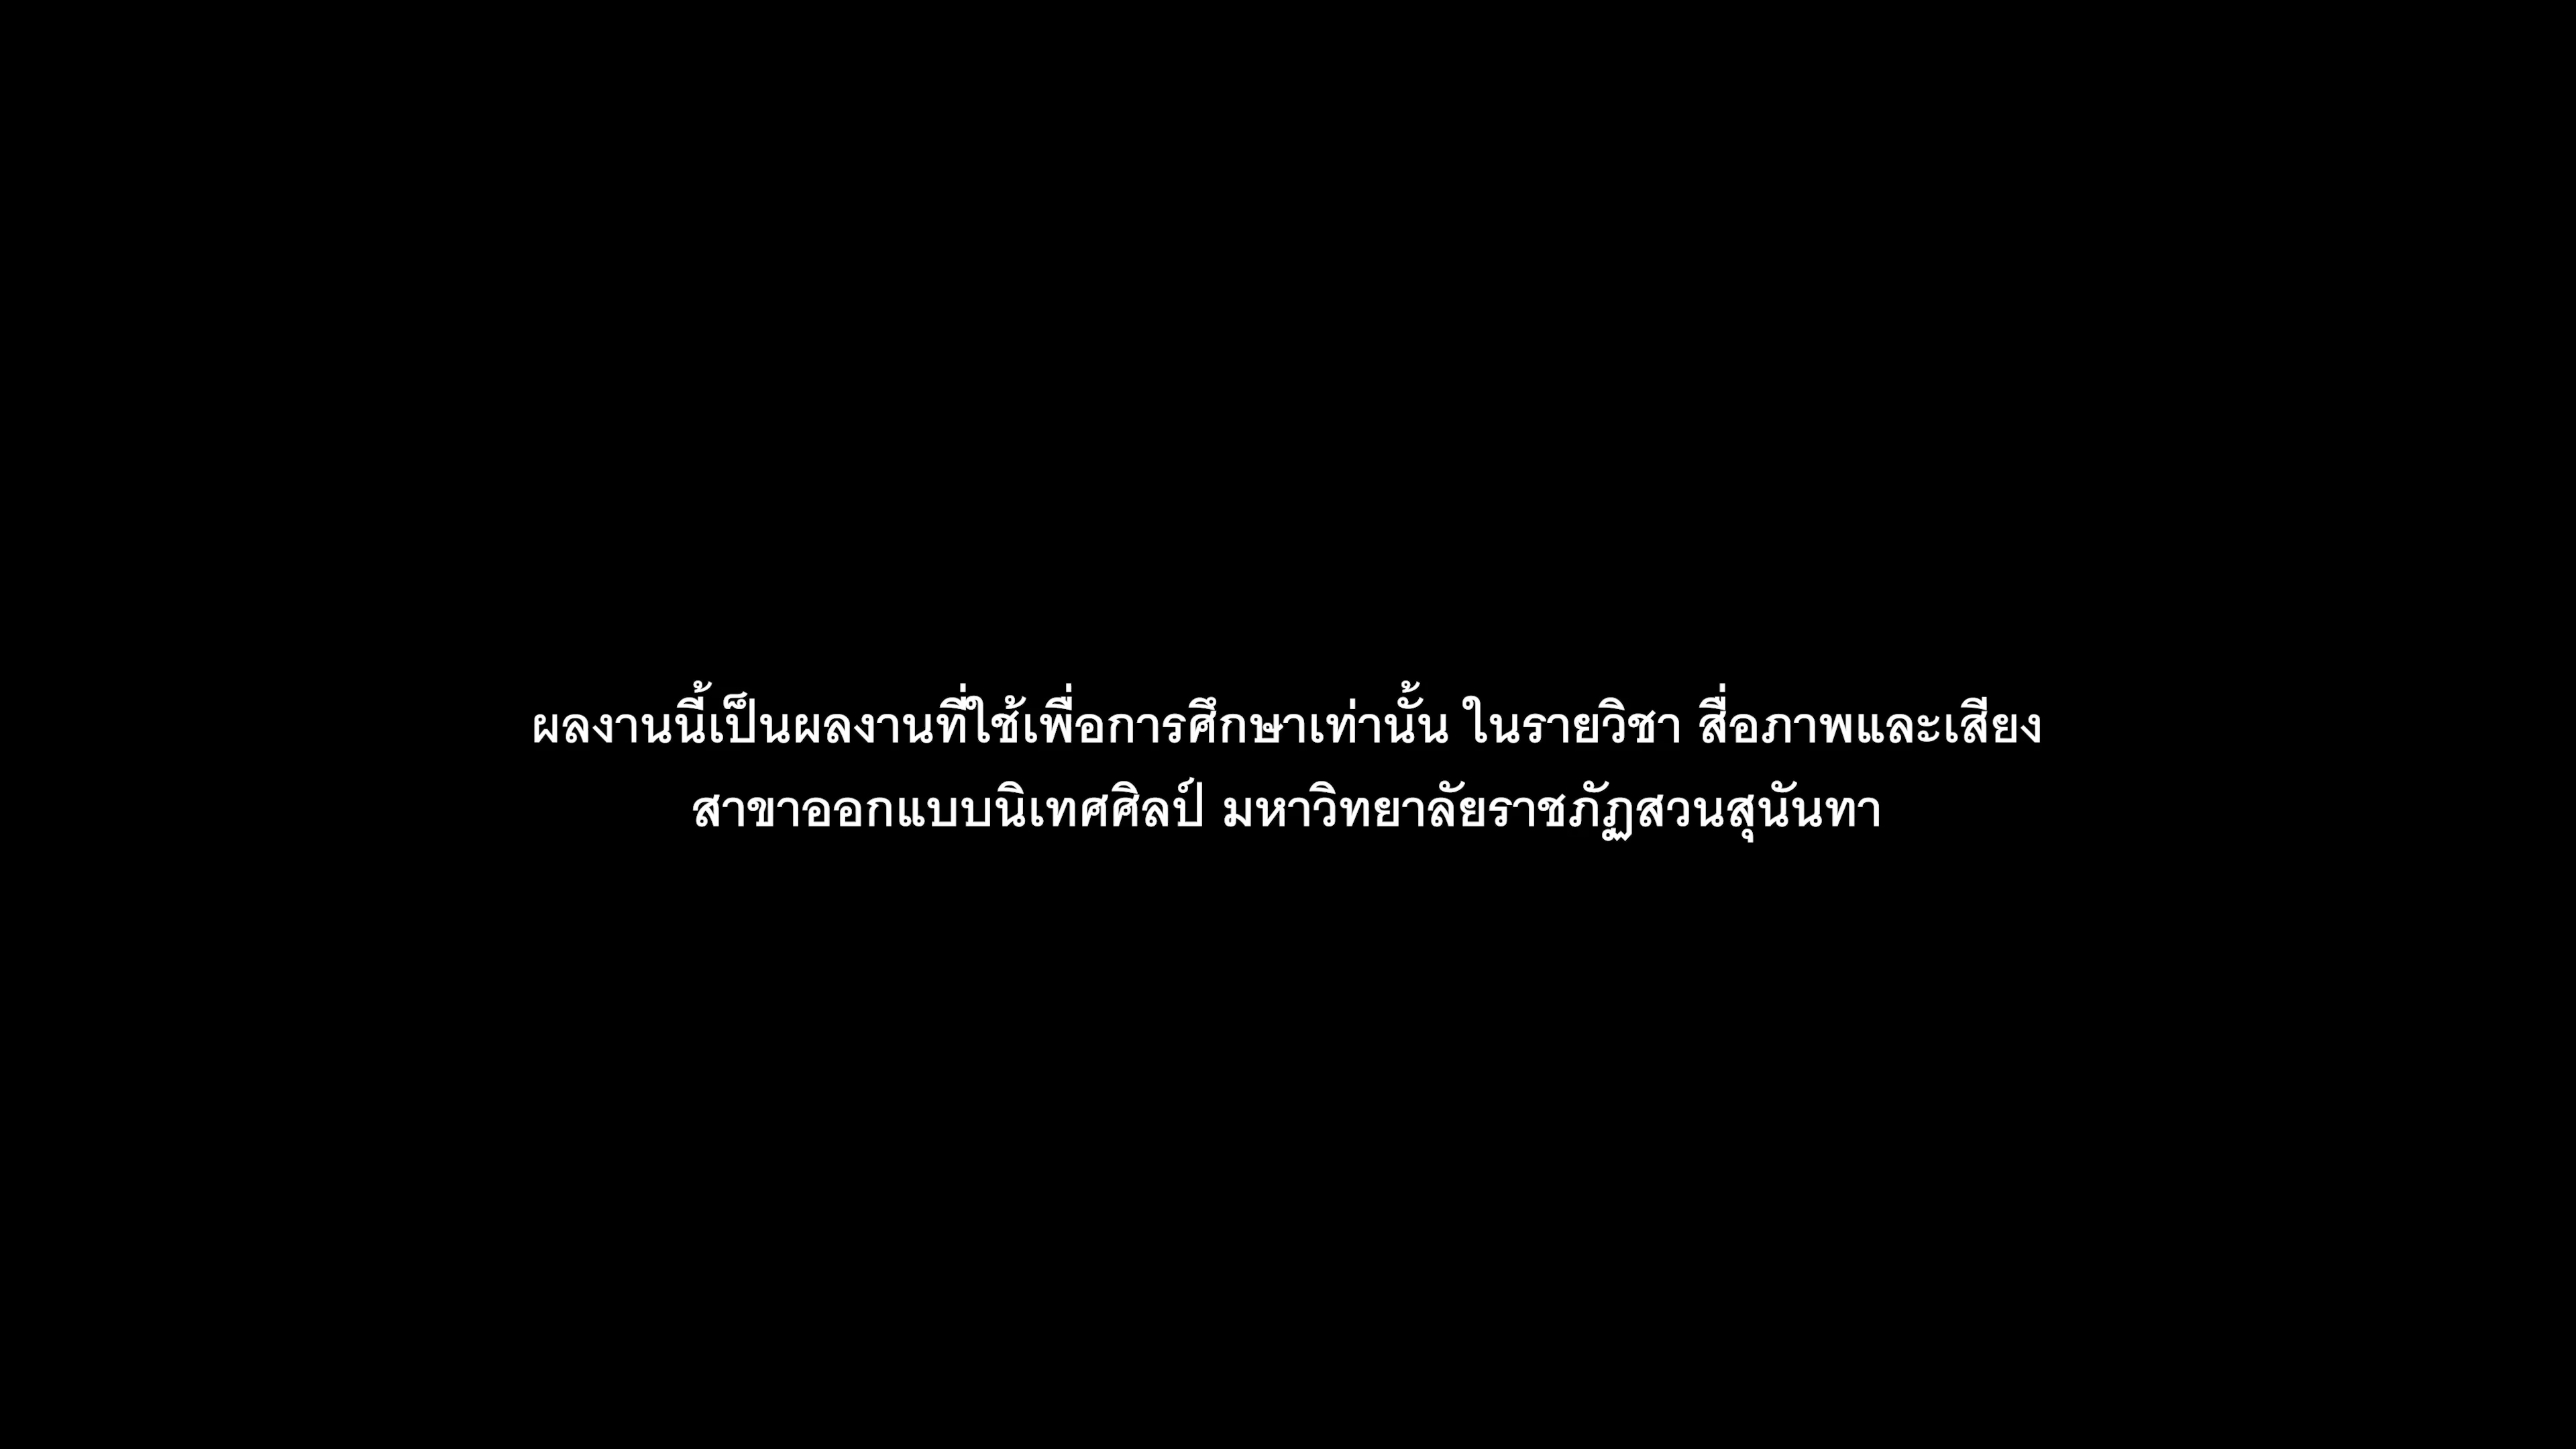 ผลงานนี้เป็นผลงานที่ใช้เพื่อการศึกษาเท่านั้น ในรายวิชา สื่อภาพและเสียง
สาขาออกแบบนิเทศศิลป์ มหาวิทยาลัยราชภัฏสวนสุนันทา